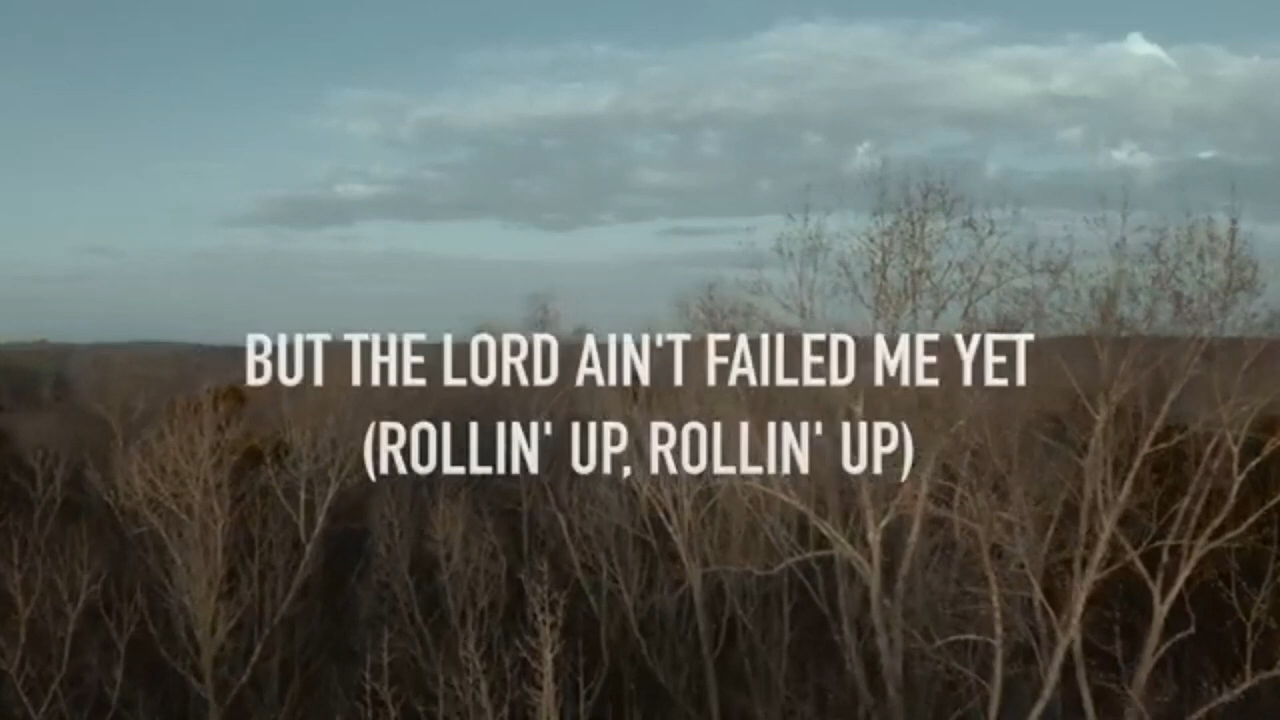 BUT THE LORD AIN'T FAILED ME YET
(ROLLIN' UP, ROLLIN' UP)